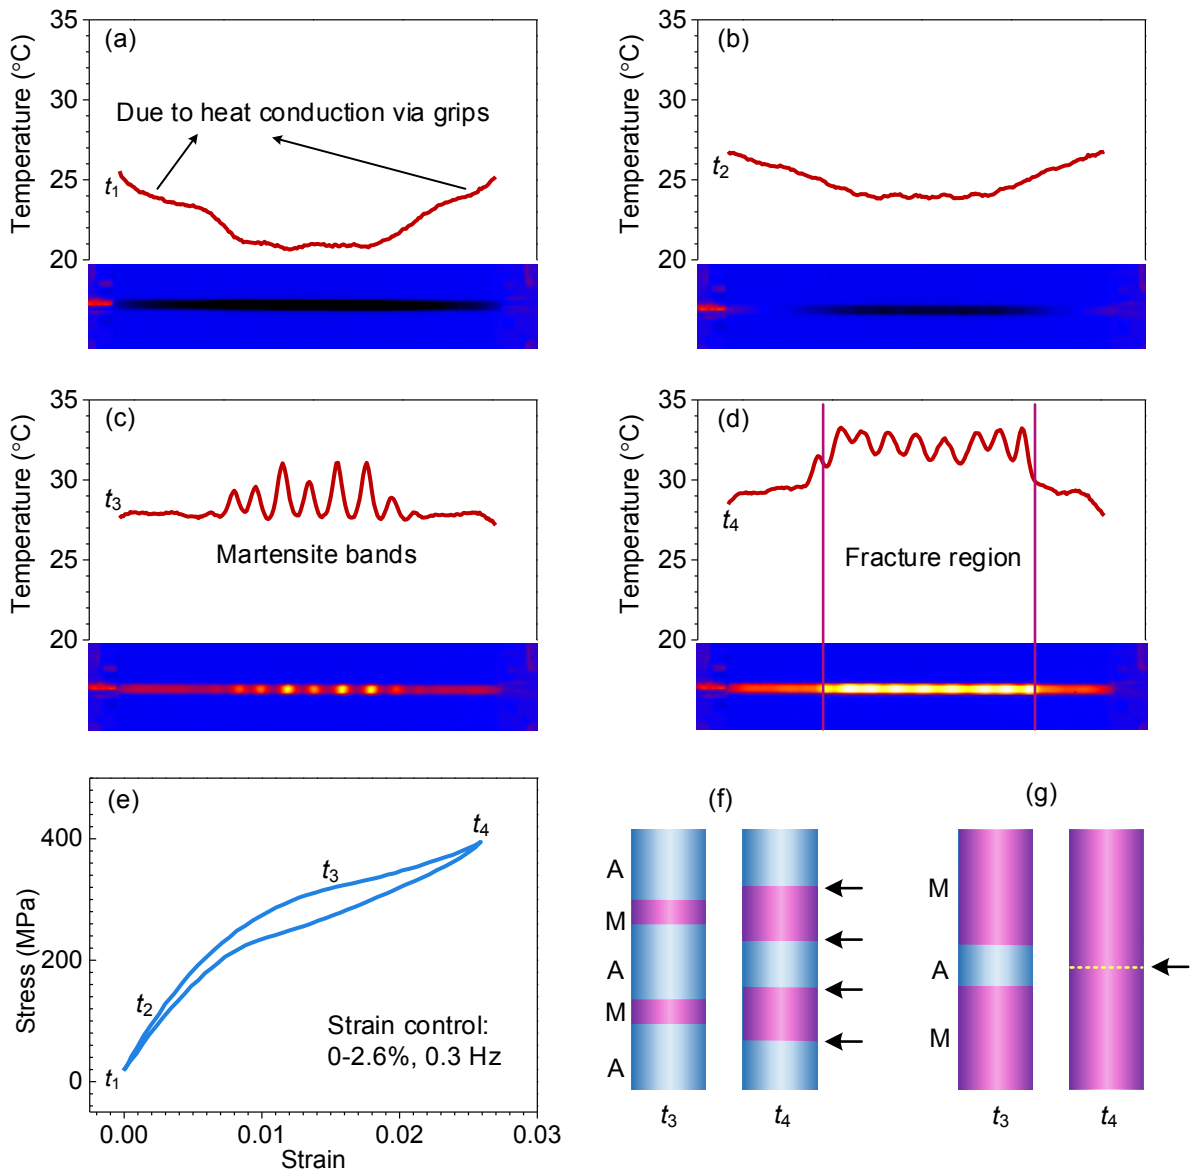 (a)
Temperature (°C)
35
30
25
20
Due to heat conduction via grips
t1
(b)
Temperature (°C)
35
30
25
20
t2
(c)
Temperature (°C)
35
30
25
20
t3
Martensite bands
(d)
Temperature (°C)
35
30
25
20
t4
Fracture region
(e)
Stress (MPa)
400
200
0
t4
t3
t2
t1
Strain control:
0-2.6%, 0.3 Hz
0.00 0.01 0.02 0.03
Strain
(f)
A
M
A
M
A
t3 t4
(g)
M
A
M
t3 t4